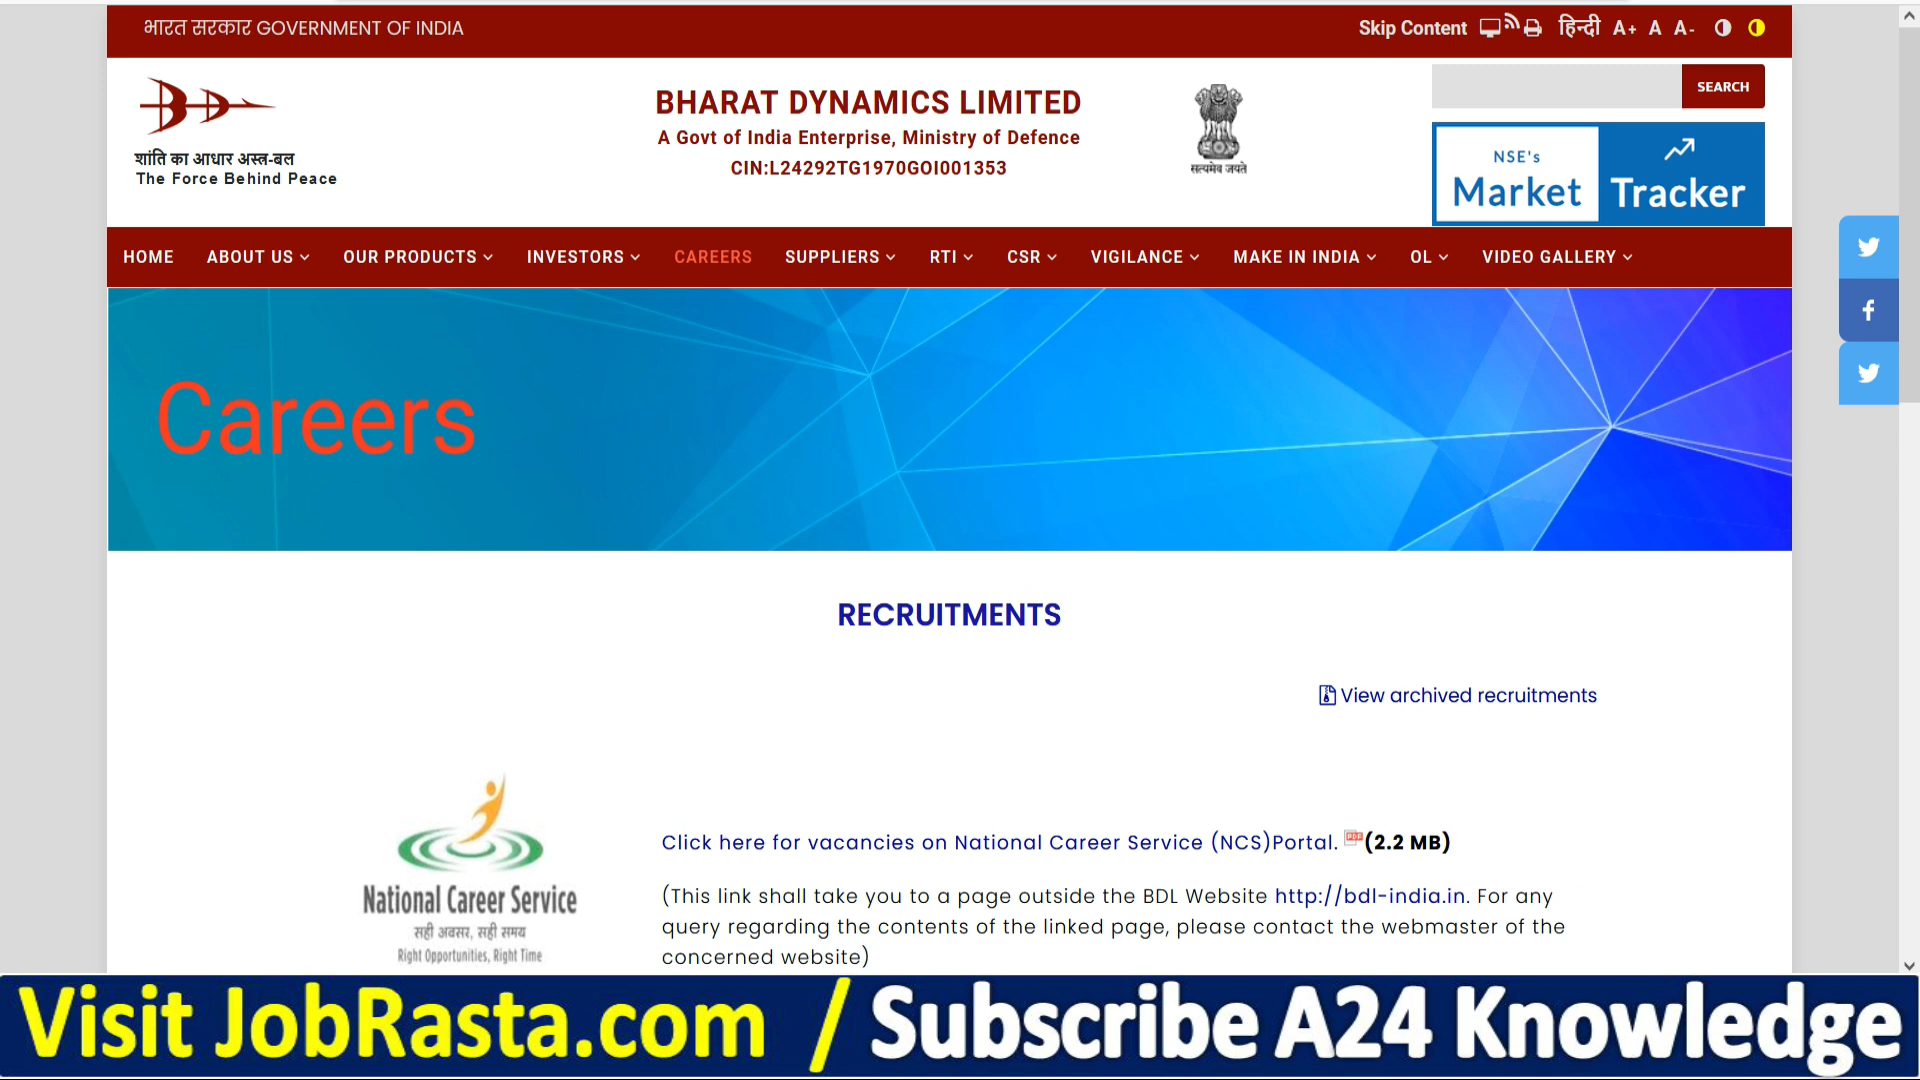 भारत सरकार GOVERNMENT OF INDIA
Skip Content हिन्दी A+ A A-
शांति का आधार अस्त्र-बल
The Force Behind Peace
BHARAT DYNAMICS LIMITED
A Govt of India Enterprise, Ministry of Defence
CIN:L24292TG1970GOI001353
सत्यमेव जयते
SEARCH
NSE's
Market Tracker
HOME ABOUT US OUR PRODUCTS INVESTORS CAREERS SUPPLIERS RTI CSR VIGILANCE MAKE IN INDIA OL VIDEO GALLERY
Careers
RECRUITMENTS
View archived recruitments
National Career Service
सही अवसर, सही समय
Right Opportunities, Right Time
Click here for vacancies on National Career Service (NCS)Portal. PDF (2.2 MB)
(This link shall take you to a page outside the BDL Website http://bdl-india.in. For any
query regarding the contents of the linked page, please contact the webmaster of the
concerned website)
Visit JobRasta.com / Subscribe A24 Knowledge